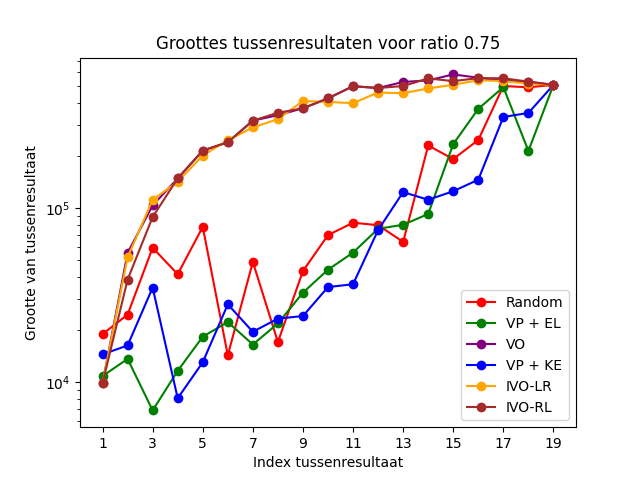 Groottes tussenresultaten voor ratio 0.75
Grootte van tussenresultaat
10^5
10^4
1 3 5 7 9 11 13 15 17 19
Index tussenresultaat
Random
VP + EL
VO
VP + KE
IVO-LR
IVO-RL